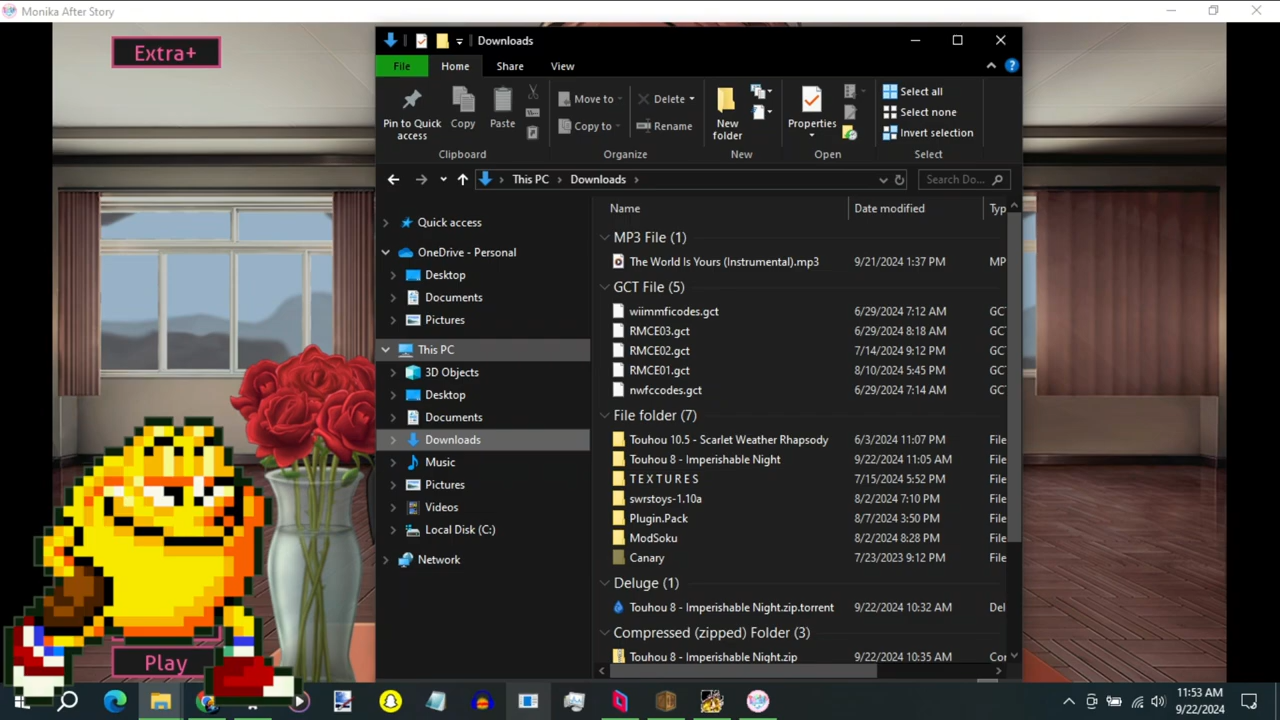 Monika After Story
Extra+
Downloads
File
Home
Share
View
Pin to Quick access
Copy
Paste
Move to
Copy to
Delete
Rename
New folder
Properties
Select all
Select none
Invert selection
Clipboard
Organize
New
Open
Select
This PC
Downloads
Search Do...
Quick access
OneDrive - Personal
Desktop
Documents
Pictures
This PC
3D Objects
Desktop
Documents
Downloads
Music
Pictures
Videos
Local Disk (C:)
Network
Name Date modified Typ
MP3 File (1)
The World Is Yours (Instrumental).mp3 9/21/2024 1:37 PM MP
GCT File (5)
wiimmficodes.gct 6/29/2024 7:12 AM GC
RMCE03.gct 6/29/2024 8:18 AM GC
RMCE02.gct 7/14/2024 9:12 PM GC
RMCE01.gct 8/10/2024 5:45 PM GC
nwfccodes.gct 6/29/2024 7:14 AM GC
File folder (7)
Touhou 10.5 - Scarlet Weather Rhapsody 6/3/2024 11:07 PM File
Touhou 8 - Imperishable Night 9/22/2024 11:05 AM File
T E X T U R E S 7/15/2024 5:52 PM File
swrstoys-1.10a 8/2/2024 7:10 PM File
Plugin.Pack 8/7/2024 3:50 PM File
ModSoku 8/2/2024 8:28 PM File
Canary 7/23/2023 9:12 PM File
Deluge (1)
Touhou 8 - Imperishable Night.zip.torrent 9/22/2024 10:32 AM Del
Compressed (zipped) Folder (3)
Touhou 8 - Imperishable Night.zip 9/22/2024 10:35 AM Cor
Play
11:53 AM
9/22/2024